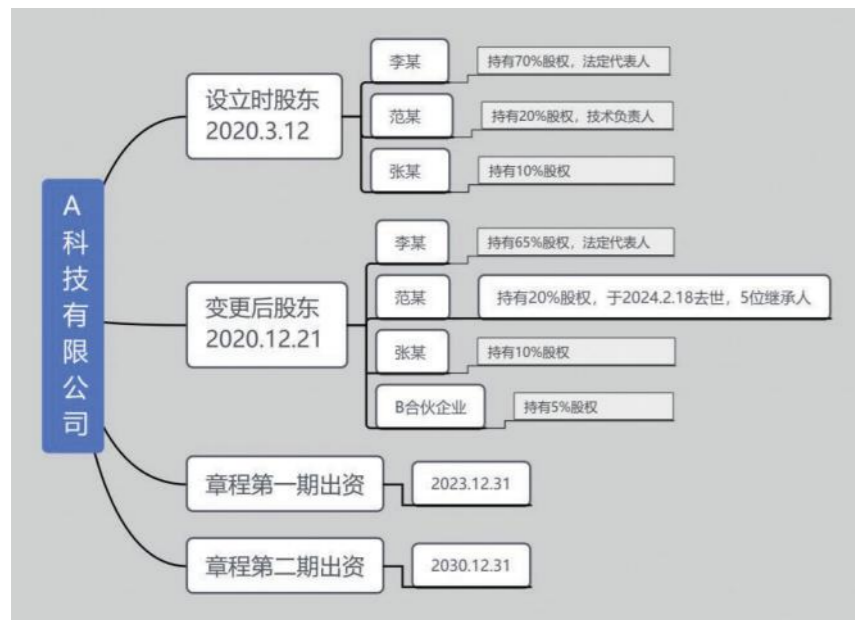 A科技有限公司
设立时股东
2020.3.12
李某
持有70%股权，法定代表人
范某
持有20%股权，技术负责人
张某
持有10%股权
变更后股东
2020.12.21
李某
持有65%股权，法定代表人
范某
持有20%股权，于2024.2.18去世，5位继承人
张某
持有10%股权
B合伙企业
持有5%股权
章程第一期出资
2023.12.31
章程第二期出资
2030.12.31